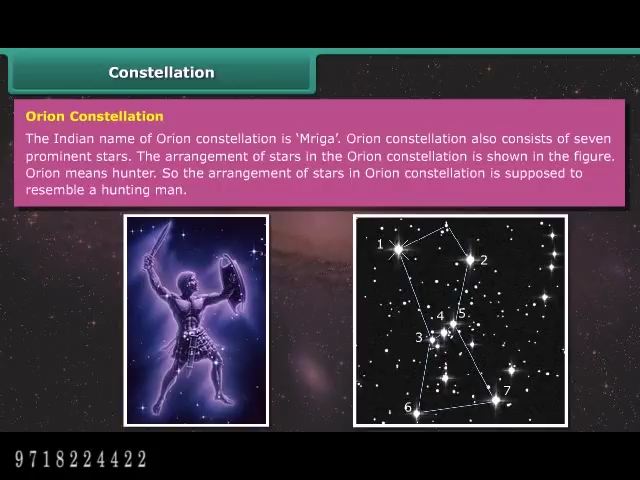 Constellation
Orion Constellation
The Indian name of Orion constellation is ‘Mriga’. Orion constellation also consists of seven
prominent stars. The arrangement of stars in the Orion constellation is shown in the figure.
Orion means hunter. So the arrangement of stars in Orion constellation is supposed to
resemble a hunting man.
1
2
5
4
3
7
6
9718224422